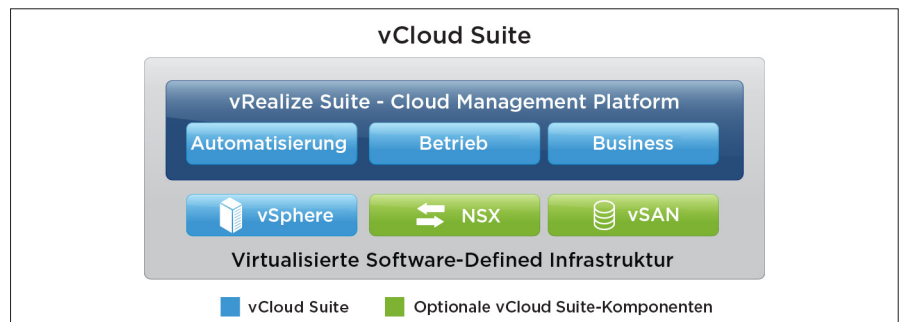 vCloud Suite
vRealize Suite - Cloud Management Platform
Automatisierung Betrieb Business
vSphere NSX vSAN
Virtualisierte Software-Defined Infrastruktur
vCloud Suite Optionale vCloud Suite-Komponenten